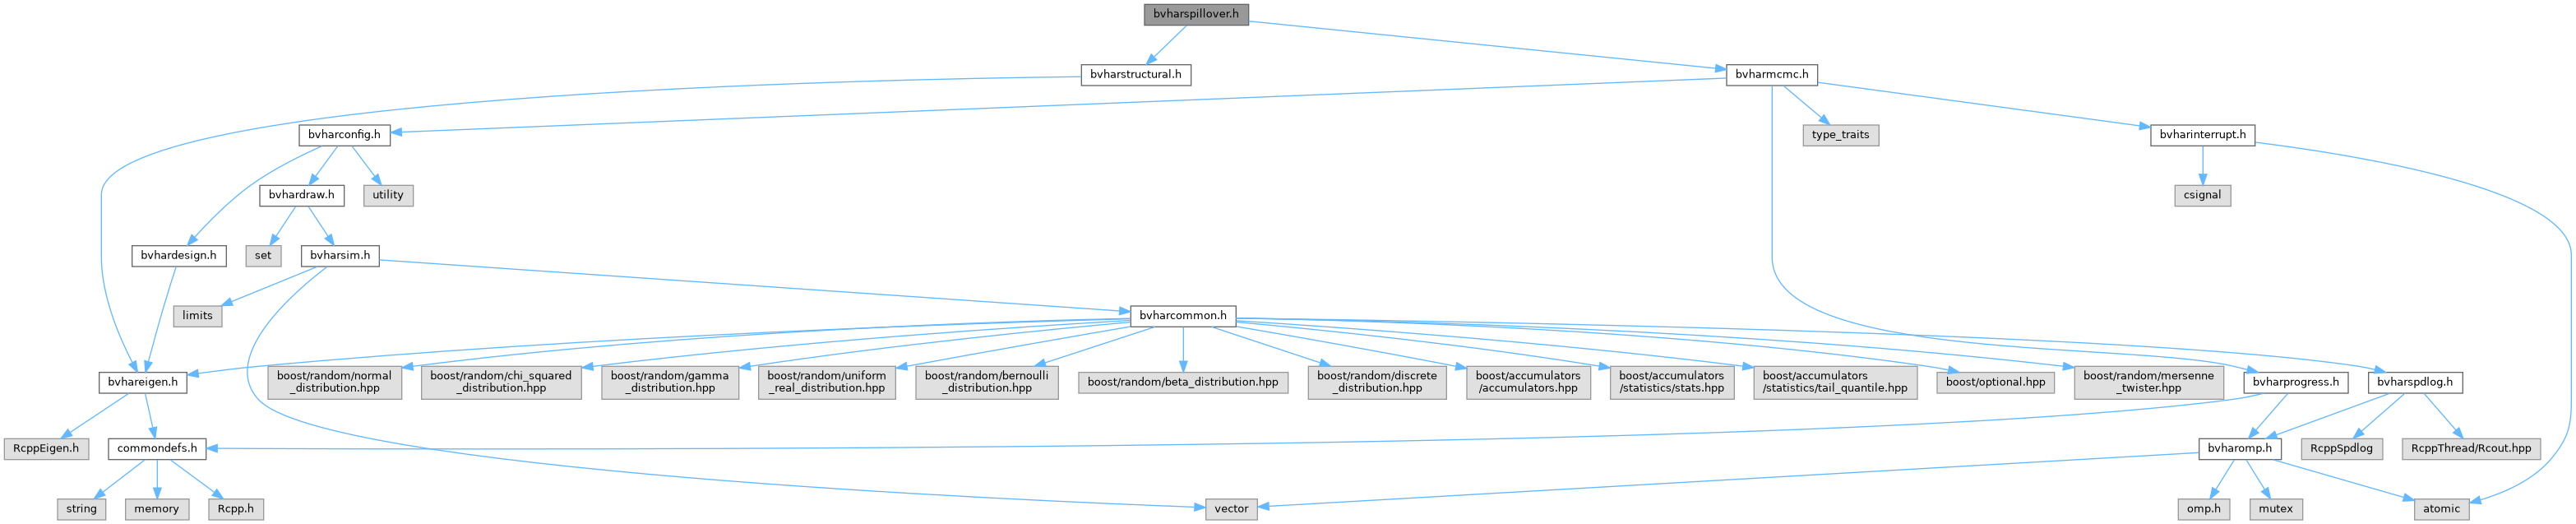 bvharspillover.h
bvharstructural.h
bvharmcmc.h
bvharconfig.h
type_traits
bvharinterrupt.h
bvhardraw.h
utility
csignal
bvhardesign.h
set
bvharsim.h
limits
bvharcommon.h
bvhareigen.h
boost/random/normal
_distribution.hpp
boost/random/chi_squared
_distribution.hpp
boost/random/gamma
_distribution.hpp
boost/random/uniform
_real_distribution.hpp
boost/random/bernoulli
_distribution.hpp
boost/random/beta_distribution.hpp
boost/random/discrete
_distribution.hpp
boost/accumulators
/accumulators.hpp
boost/accumulators
/statistics/stats.hpp
boost/accumulators
/statistics/tail_quantile.hpp
boost/optional.hpp
boost/random/mersenne
_twister.hpp
bvharprogress.h
bvharspdlog.h
RcppEigen.h
commondefs.h
bvharomp.h
RcppSpdlog
RcppThread/Rcout.hpp
string
memory
Rcpp.h
vector
omp.h
mutex
atomic